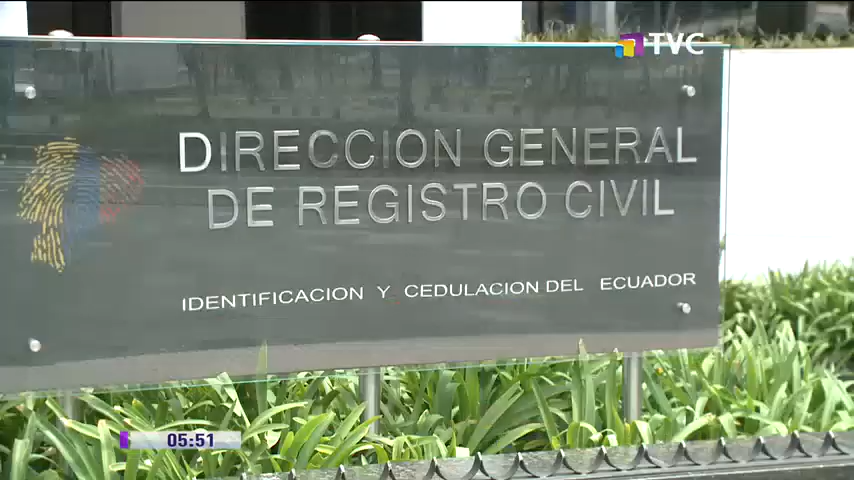 TVC
DIRECCION GENERAL
DE REGISTRO CIVIL
IDENTIFICACION Y CEDULACION DEL ECUADOR
05:51